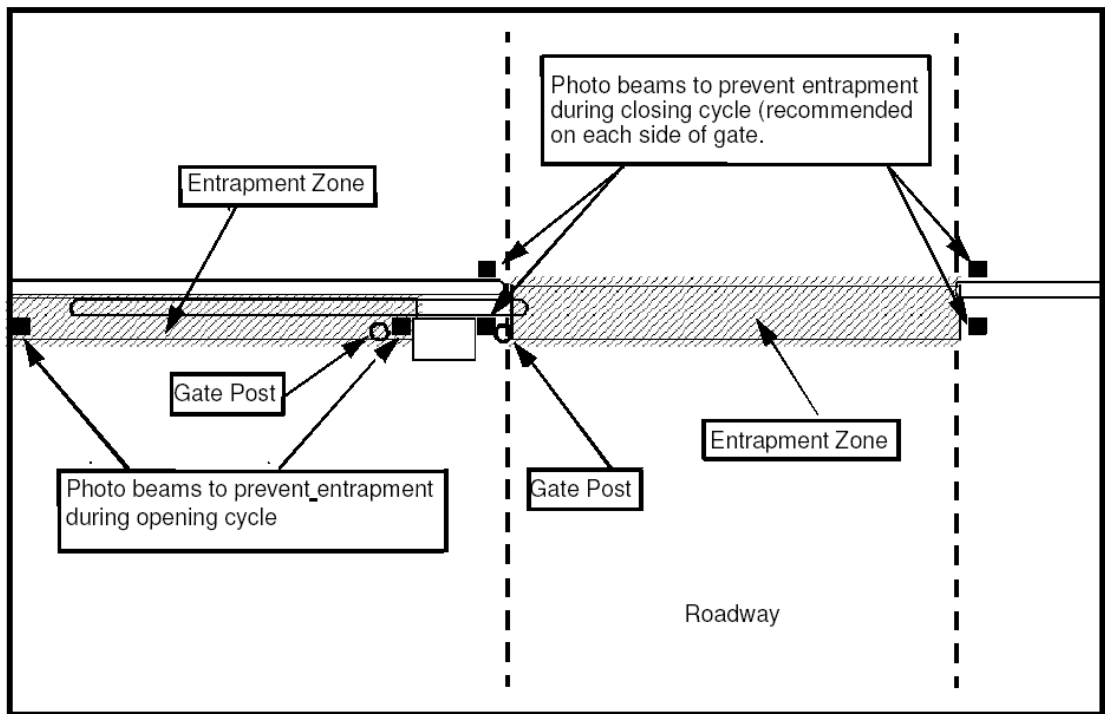 Photo beams to prevent entrapment
during closing cycle (recommended
on each side of gate.
Entrapment Zone
Gate Post
Entrapment Zone
Photo beams to prevent entrapment
during opening cycle
Gate Post
Roadway